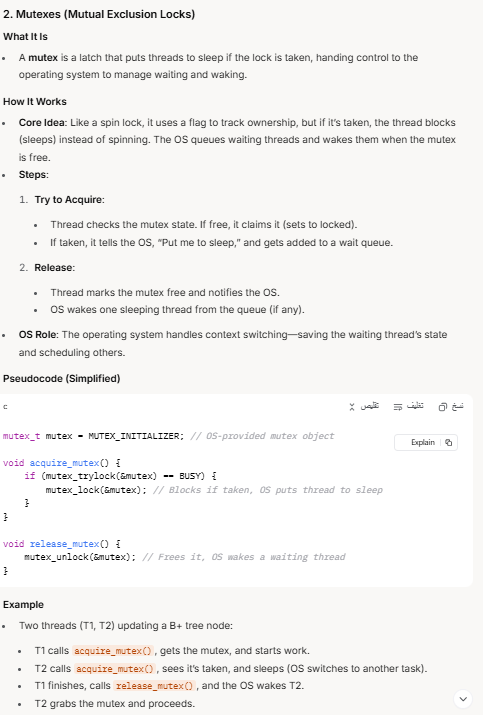 2. Mutexes (Mutual Exclusion Locks)
What It Is
• A mutex is a latch that puts threads to sleep if the lock is taken, handing control to the
operating system to manage waiting and waking.
How It Works
• Core Idea: Like a spin lock, it uses a flag to track ownership, but if it's taken, the thread blocks
(sleeps) instead of spinning. The OS queues waiting threads and wakes them when the mutex
is free.
• Steps:
1. Try to Acquire:
• Thread checks the mutex state. If free, it claims it (sets to locked).
• If taken, it tells the OS, “Put me to sleep,” and gets added to a wait queue.
2. Release:
• Thread marks the mutex free and notifies the OS.
• OS wakes one sleeping thread from the queue (if any).
• OS Role: The operating system handles context switching—saving the waiting thread's state
and scheduling others.
Pseudocode (Simplified)
c تقليص تغليف نسخ
mutex_t mutex = MUTEX_INITIALIZER; // OS-provided mutex object
Explain
void acquire_mutex() {
if (mutex_trylock(&mutex) == BUSY) {
mutex_lock(&mutex); // Blocks if taken, OS puts thread to sleep
}
}
void release_mutex() {
mutex_unlock(&mutex); // Frees it, OS wakes a waiting thread
}
Example
• Two threads (T1, T2) updating a B+ tree node:
• T1 calls acquire_mutex(), gets the mutex, and starts work.
• T2 calls acquire_mutex(), sees it's taken, and sleeps (OS switches to another task).
• T1 finishes, calls release_mutex(), and the OS wakes T2.
• T2 grabs the mutex and proceeds.